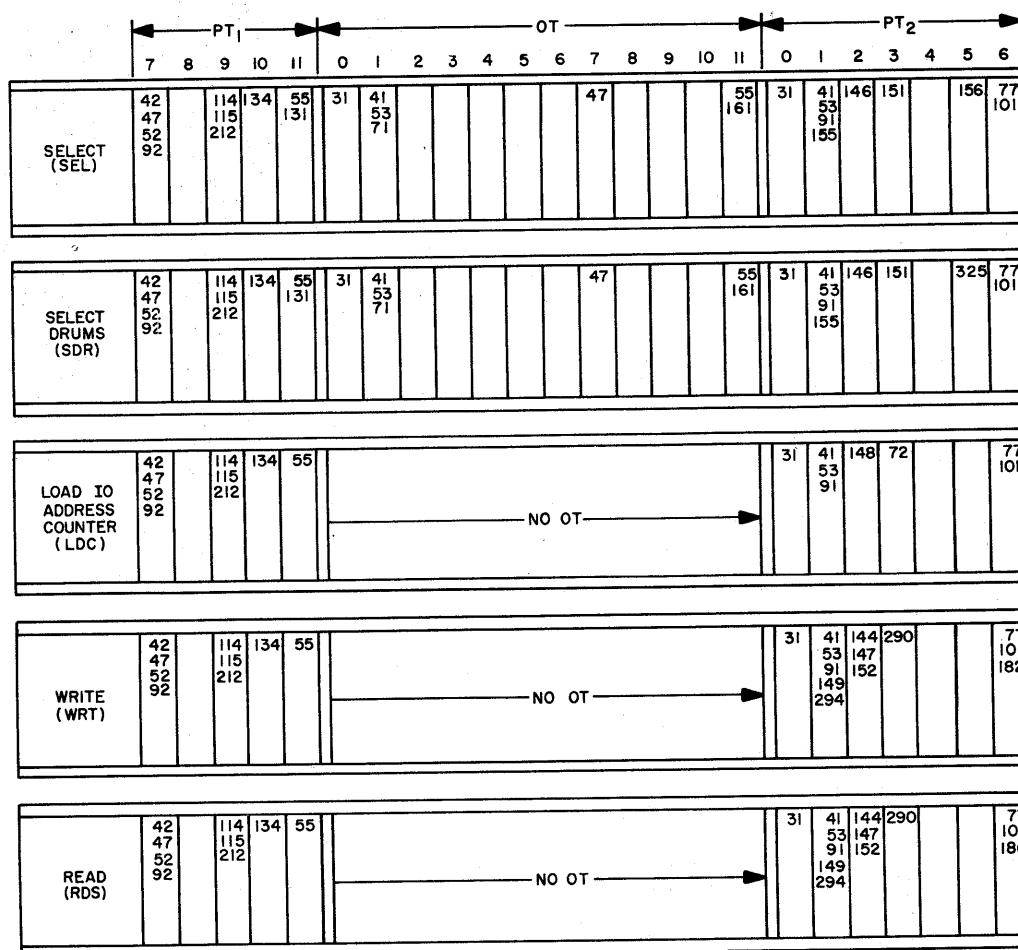 PT1 OT PT2
7 8 9 10 11 0 1 2 3 4 5 6 7 8 9 10 11 0 1 2 3 4 5 6
42 114 134 55 31 41 47 55 31 41 146 151 156 77
47 115 131 53 161 53 101
52 212 71 91
92 155
SELECT
(SEL)
42 114 134 55 31 41 47 55 31 41 146 151 325 77
47 115 131 53 161 53 101
52 212 71 91
92 155
SELECT
DRUMS
(SDR)
42 114 134 55 31 41 148 72 77
47 115 53 101
52 212 91
92
LOAD IO
ADDRESS
COUNTER
(LDC)
NO OT
42 114 134 55 31 41 144 290
47 115 53 147
52 212 91 152 182
92 149
294
WRITE
(WRT)
NO OT
42 114 134 55 31 41 144 290
47 115 53 147
52 212 91 152
92 149
294
READ
(RDS)
NO OT